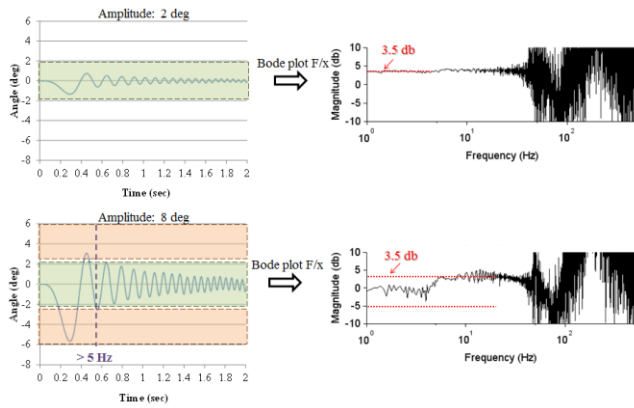 Amplitude: 2 deg
6
4
2
0
-2
-4
-6
-8
Angle (deg)
0 0.2 0.4 0.6 0.8 1 1.2 1.4 1.6 1.8 2
Time (sec)
Bode plot F/x
3.5 db
10
5
0
-5
-10
Magnitude (db)
10^0 10^1 10^2
Frequency (Hz)
Amplitude: 8 deg
6
4
2
0
-2
-4
-6
-8
Angle (deg)
> 5 Hz
0 0.2 0.4 0.6 0.8 1 1.2 1.4 1.6 1.8 2
Time (sec)
Bode plot F/x
3.5 db
10
5
0
-5
-10
Magnitude (db)
10^0 10^1 10^2
Frequency (Hz)